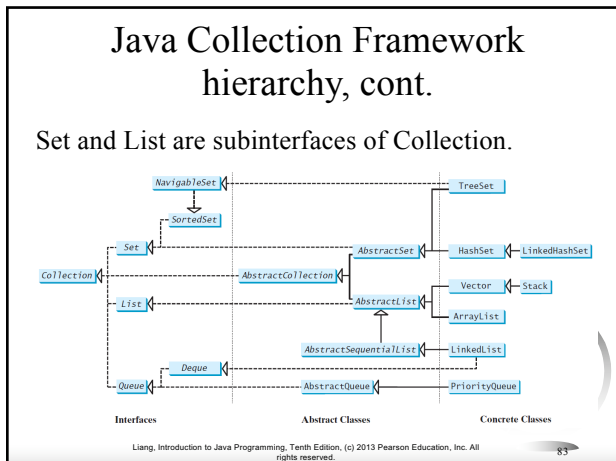 Java Collection Framework
hierarchy, cont.
Set and List are subinterfaces of Collection.
NavigableSet
TreeSet
SortedSet
Set
AbstractSet
HashSet
LinkedHashSet
Collection
AbstractCollection
Vector
Stack
List
AbstractList
ArrayList
AbstractSequentialList
LinkedList
Deque
Queue
AbstractQueue
PriorityQueue
Interfaces
Abstract Classes
Concrete Classes
Liang, Introduction to Java Programming, Tenth Edition, (c) 2013 Pearson Education, Inc. All
rights reserved.
83